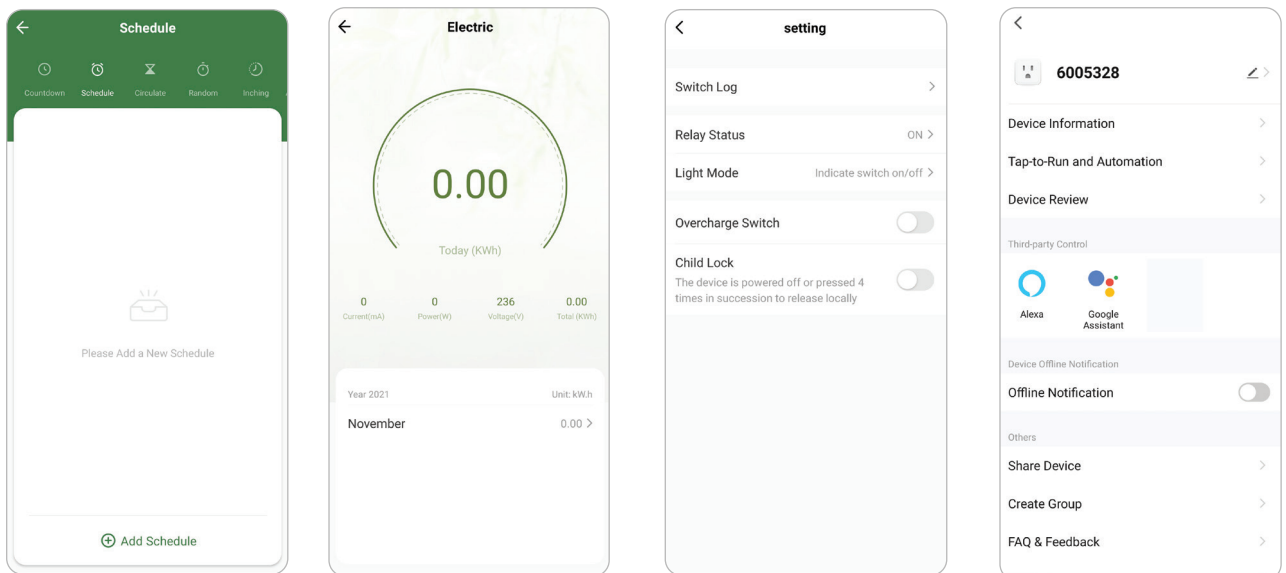 Schedule
Countdown Schedule Circulate Random Inching
Please Add a New Schedule
Add Schedule
Electric
0.00
Today (KWh)
0 0 236 0.00
Current(mA) Power(W) Voltage(V) Total (KWh)
Year 2021 Unit: kW.h
November 0.00
setting
Switch Log
Relay Status ON
Light Mode Indicate switch on/off
Overcharge Switch
Child Lock
The device is powered off or pressed 4
times in succession to release locally
6005328
Device Information
Tap-to-Run and Automation
Device Review
Third-party Control
Alexa Google
Assistant
Device Offline Notification
Offline Notification
Others
Share Device
Create Group
FAQ & Feedback